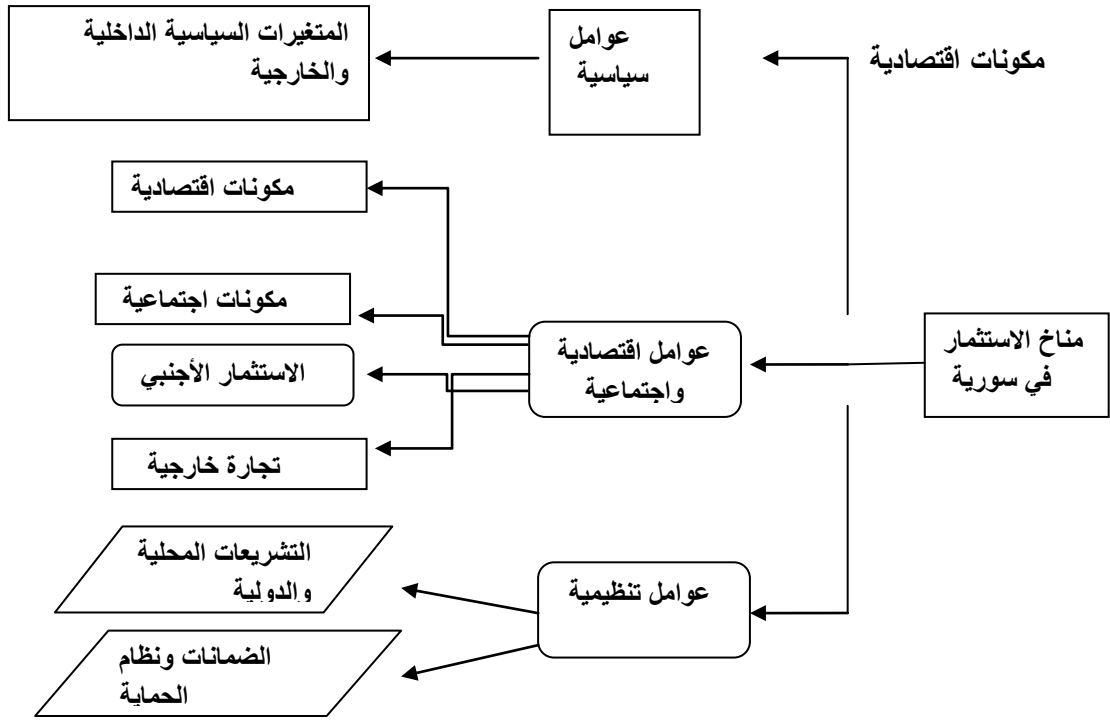 مكونات اقتصادية
عوامل
سياسية
المتغيرات السياسية الداخلية
والخارجية
مكونات اقتصادية
مكونات اجتماعية
مناخ الاستثمار
في سورية
عوامل اقتصادية
واجتماعية
الاستثمار الأجنبي
تجارة خارجية
التشريعات المحلية
والدولية
عوامل تنظيمية
الضمانات ونظام
الحماية